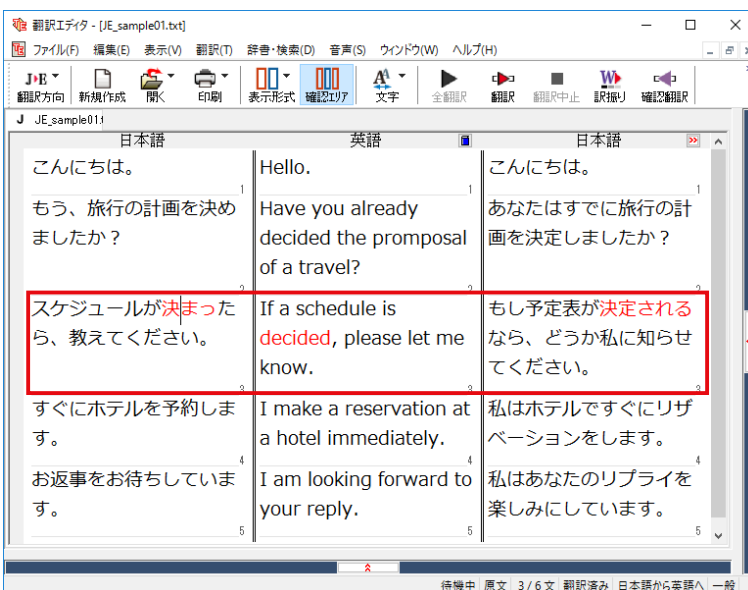 翻訳エディタ - [JE_sample01.txt]
ファイル(F) 編集(E) 表示(V) 翻訳(T) 辞書・検索(D) 音声(S) ウィンドウ(W) ヘルプ(H)
翻訳方向 新規作成 開く 印刷 表示形式 確認エリア 文字 全翻訳 翻訳 翻訳中止 訳振り 確認翻訳
J JE_sample01.t
日本語 英語 日本語
こんにちは。
1
もう、旅行の計画を決め
ましたか？
2
スケジュールが決まった
ら、教えてください。
3
すぐにホテルを予約しま
す。
4
お返事をお待ちしていま
す。
5
Hello.
1
Have you already
decided the promposal
of a travel?
2
If a schedule is
decided, please let me
know.
3
I make a reservation at
a hotel immediately.
4
I am looking forward to
your reply.
5
こんにちは。
1
あなたはすでに旅行の計
画を決定しましたか？
2
もし予定表が決定される
なら、どうか私に知らせ
てください。
3
私はホテルですぐにリザ
ベーションをします。
4
私はあなたのリプライを
楽しみにしています。
5
待機中 原文 3/6文 翻訳済み 日本語から英語へ 一般